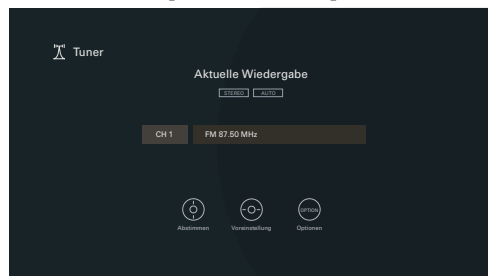 Tuner
Aktuelle Wiedergabe
STEREO AUTO
CH 1 FM 87.50 MHz
OPTION
Abstimmen Voreinstellung Optionen